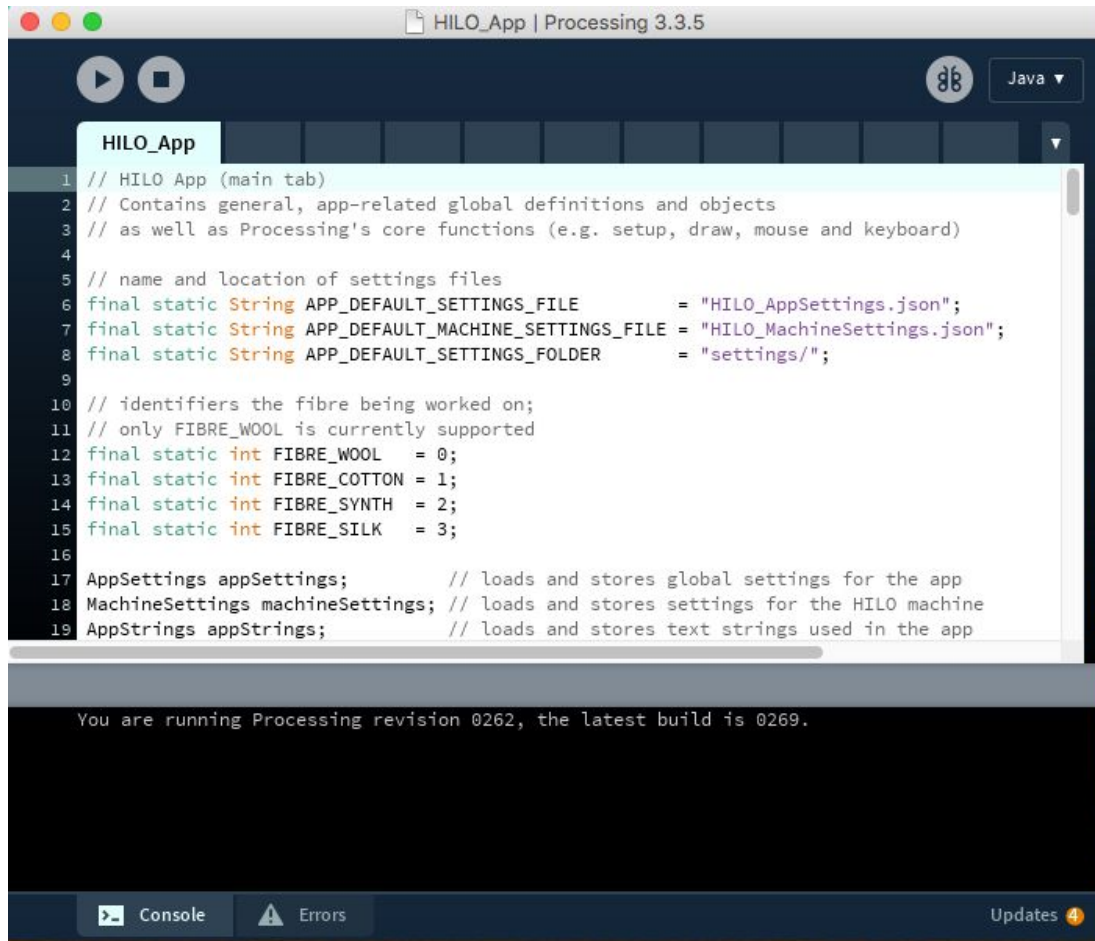 HILO_App | Processing 3.3.5
Java ▼
HILO_App
▼
1 // HILO App (main tab)
2 // Contains general, app-related global definitions and objects
3 // as well as Processing's core functions (e.g. setup, draw, mouse and keyboard)
4
5 // name and location of settings files
6 final static String APP_DEFAULT_SETTINGS_FILE         = "HILO_AppSettings.json";
7 final static String APP_DEFAULT_MACHINE_SETTINGS_FILE = "HILO_MachineSettings.json";
8 final static String APP_DEFAULT_SETTINGS_FOLDER       = "settings/";
9
10 // identifiers the fibre being worked on;
11 // only FIBRE_WOOL is currently supported
12 final static int FIBRE_WOOL   = 0;
13 final static int FIBRE_COTTON = 1;
14 final static int FIBRE_SYNTH  = 2;
15 final static int FIBRE_SILK   = 3;
16
17 AppSettings appSettings;         // loads and stores global settings for the app
18 MachineSettings machineSettings; // loads and stores settings for the HILO machine
19 AppStrings appStrings;           // loads and stores text strings used in the app
You are running Processing revision 0262, the latest build is 0269.
Console Errors Updates 4